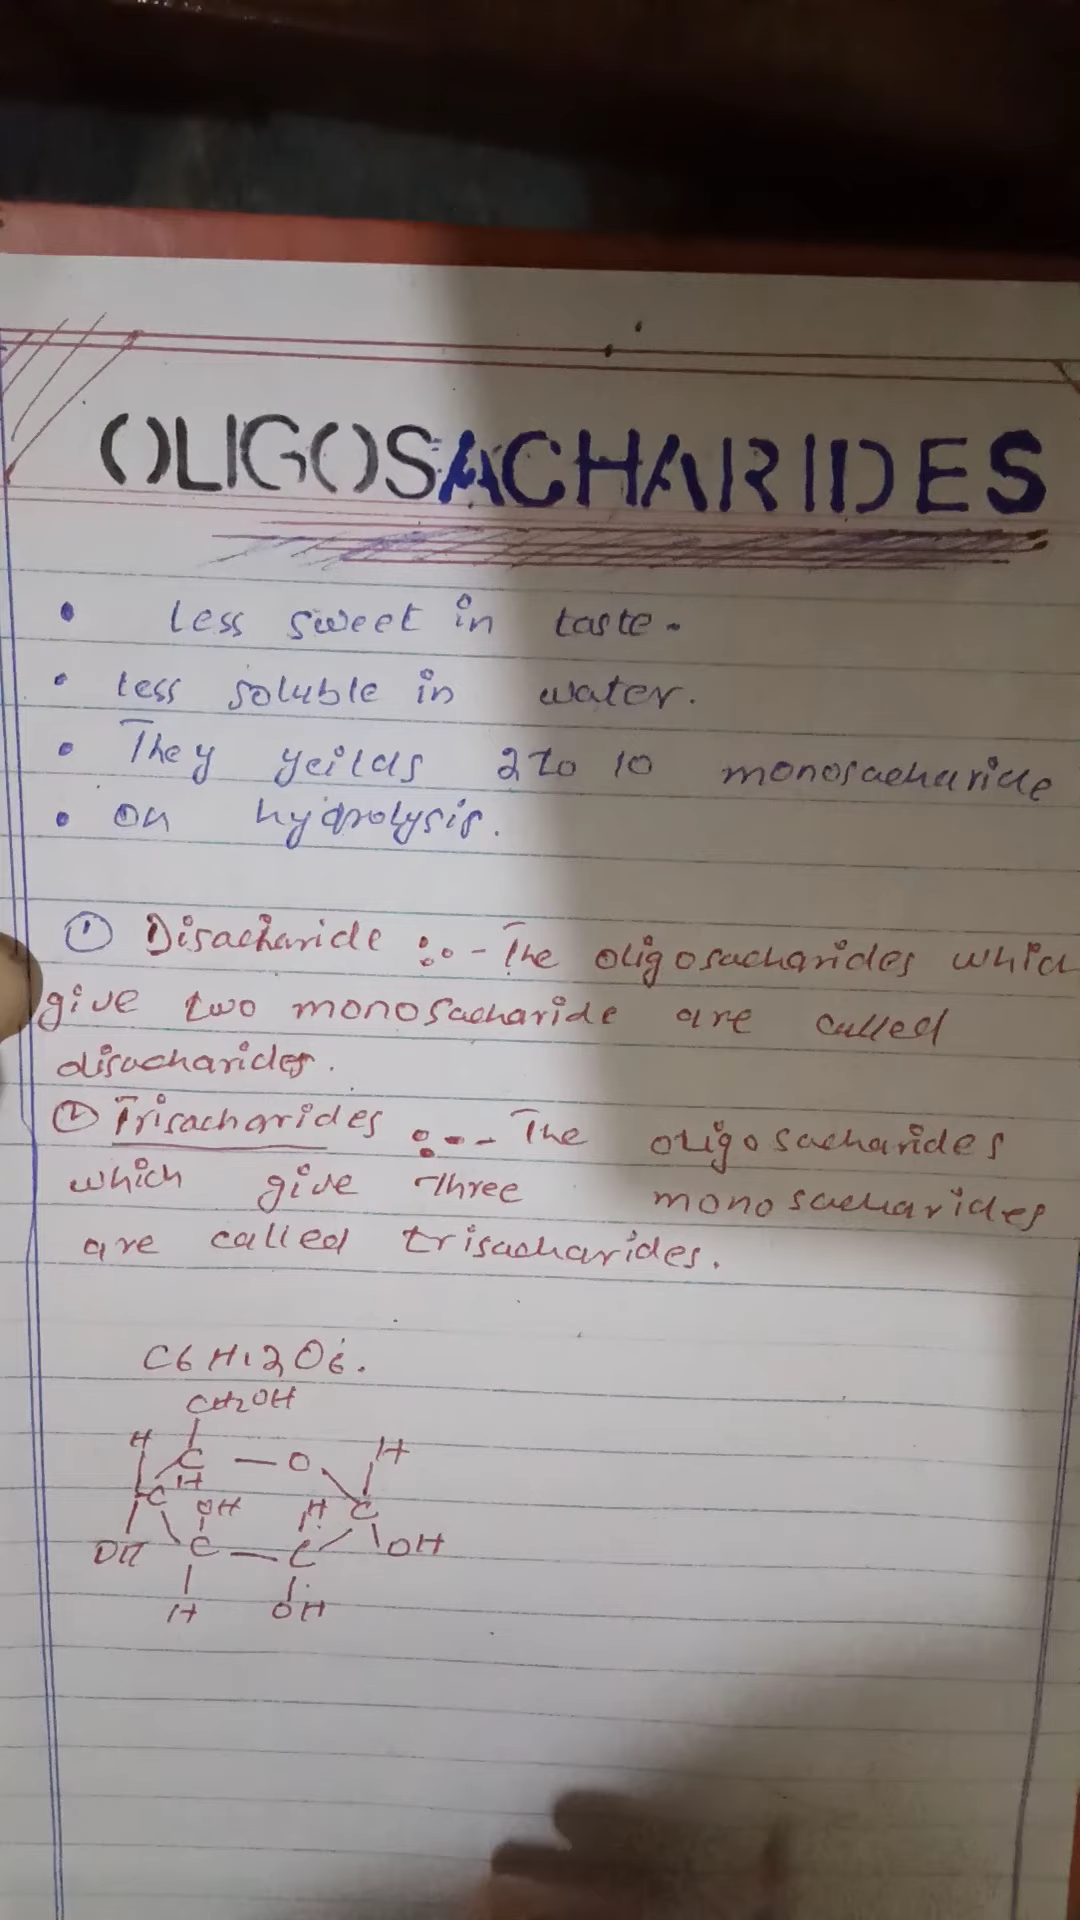 OLIGOSACHARIDES
• Less sweet in taste.
• less soluble in water.
• They yeilds 2 to 10 monosacharide
• on hydrolysis.
① Disacharide :- The oligosacharides which
give two monosacharide are called
disacharides.
② Trisacharides :-- The oligosacharides
which give three monosacharides
are called trisacharides.
C6H12O6.
CH2OH
H C — O H
H
C OH H C
OH C — C OH
H OH